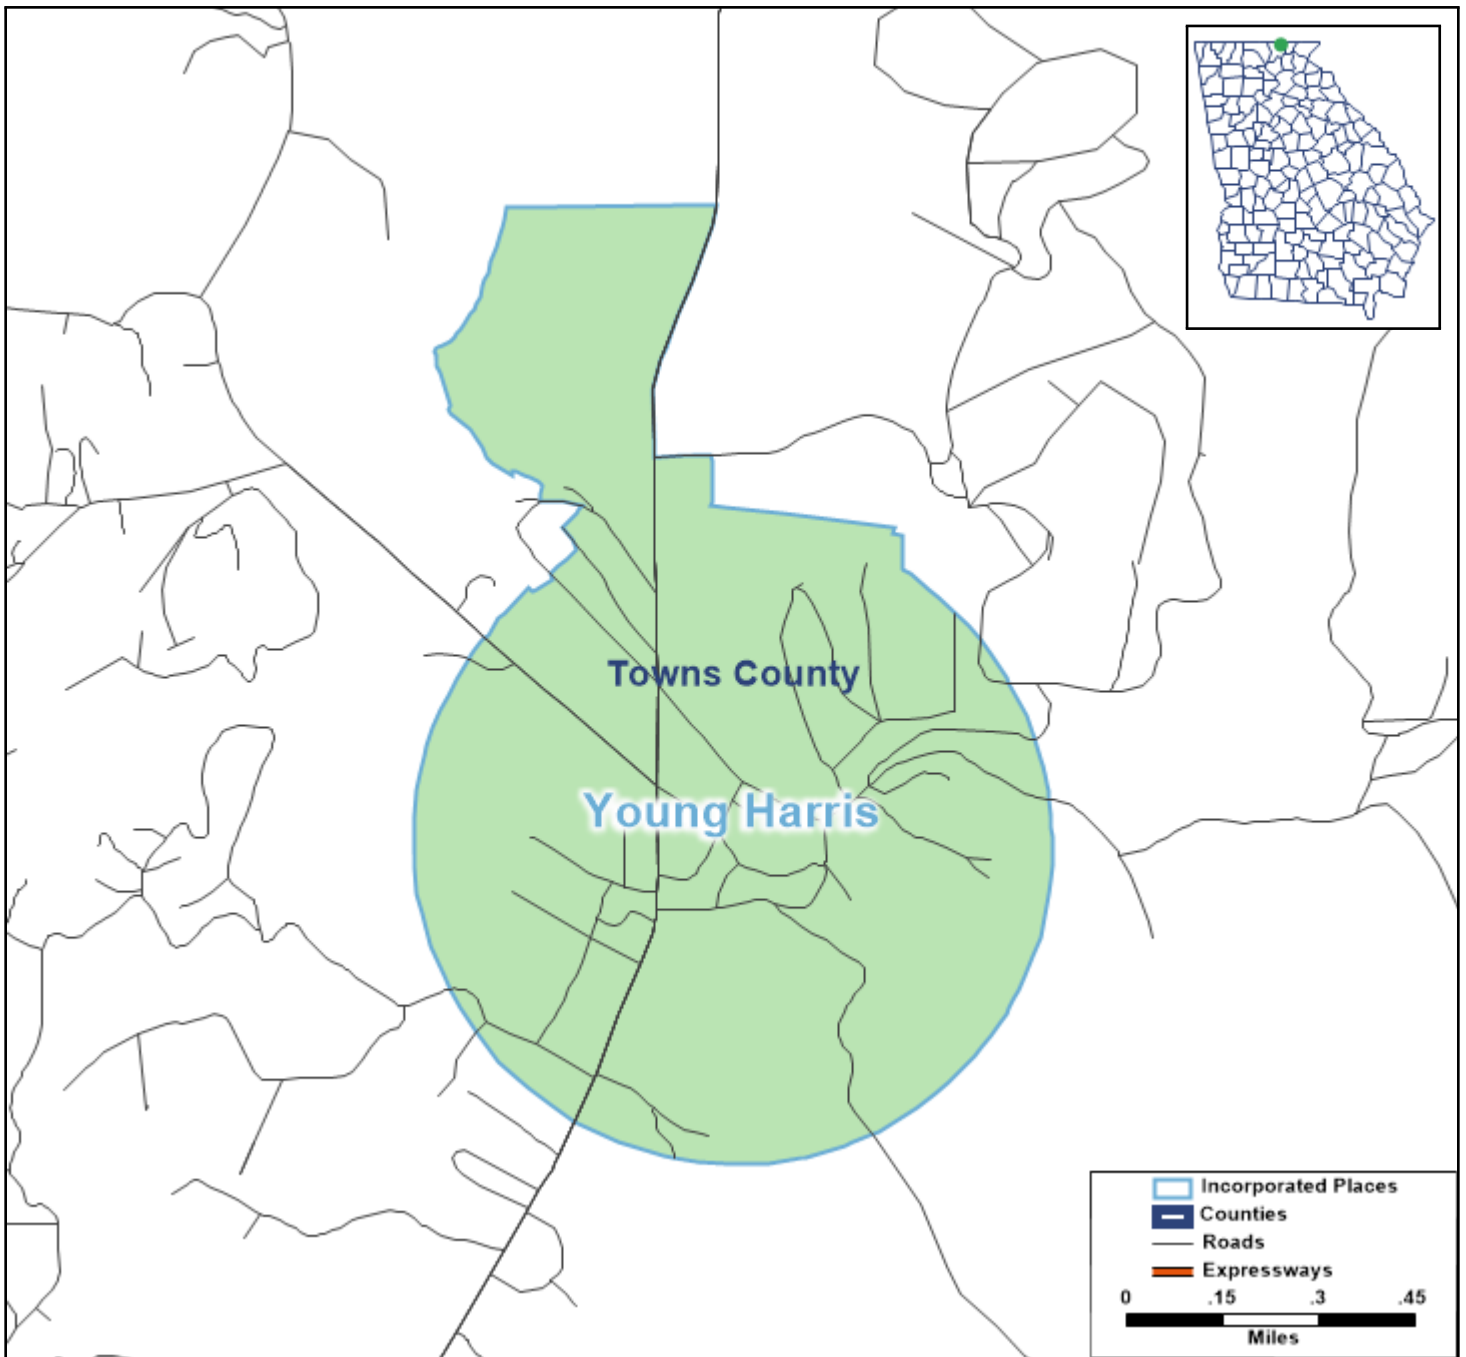 Towns County
Young Harris
Incorporated Places
Counties
Roads
Expressways
0 .15 .3 .45
Miles